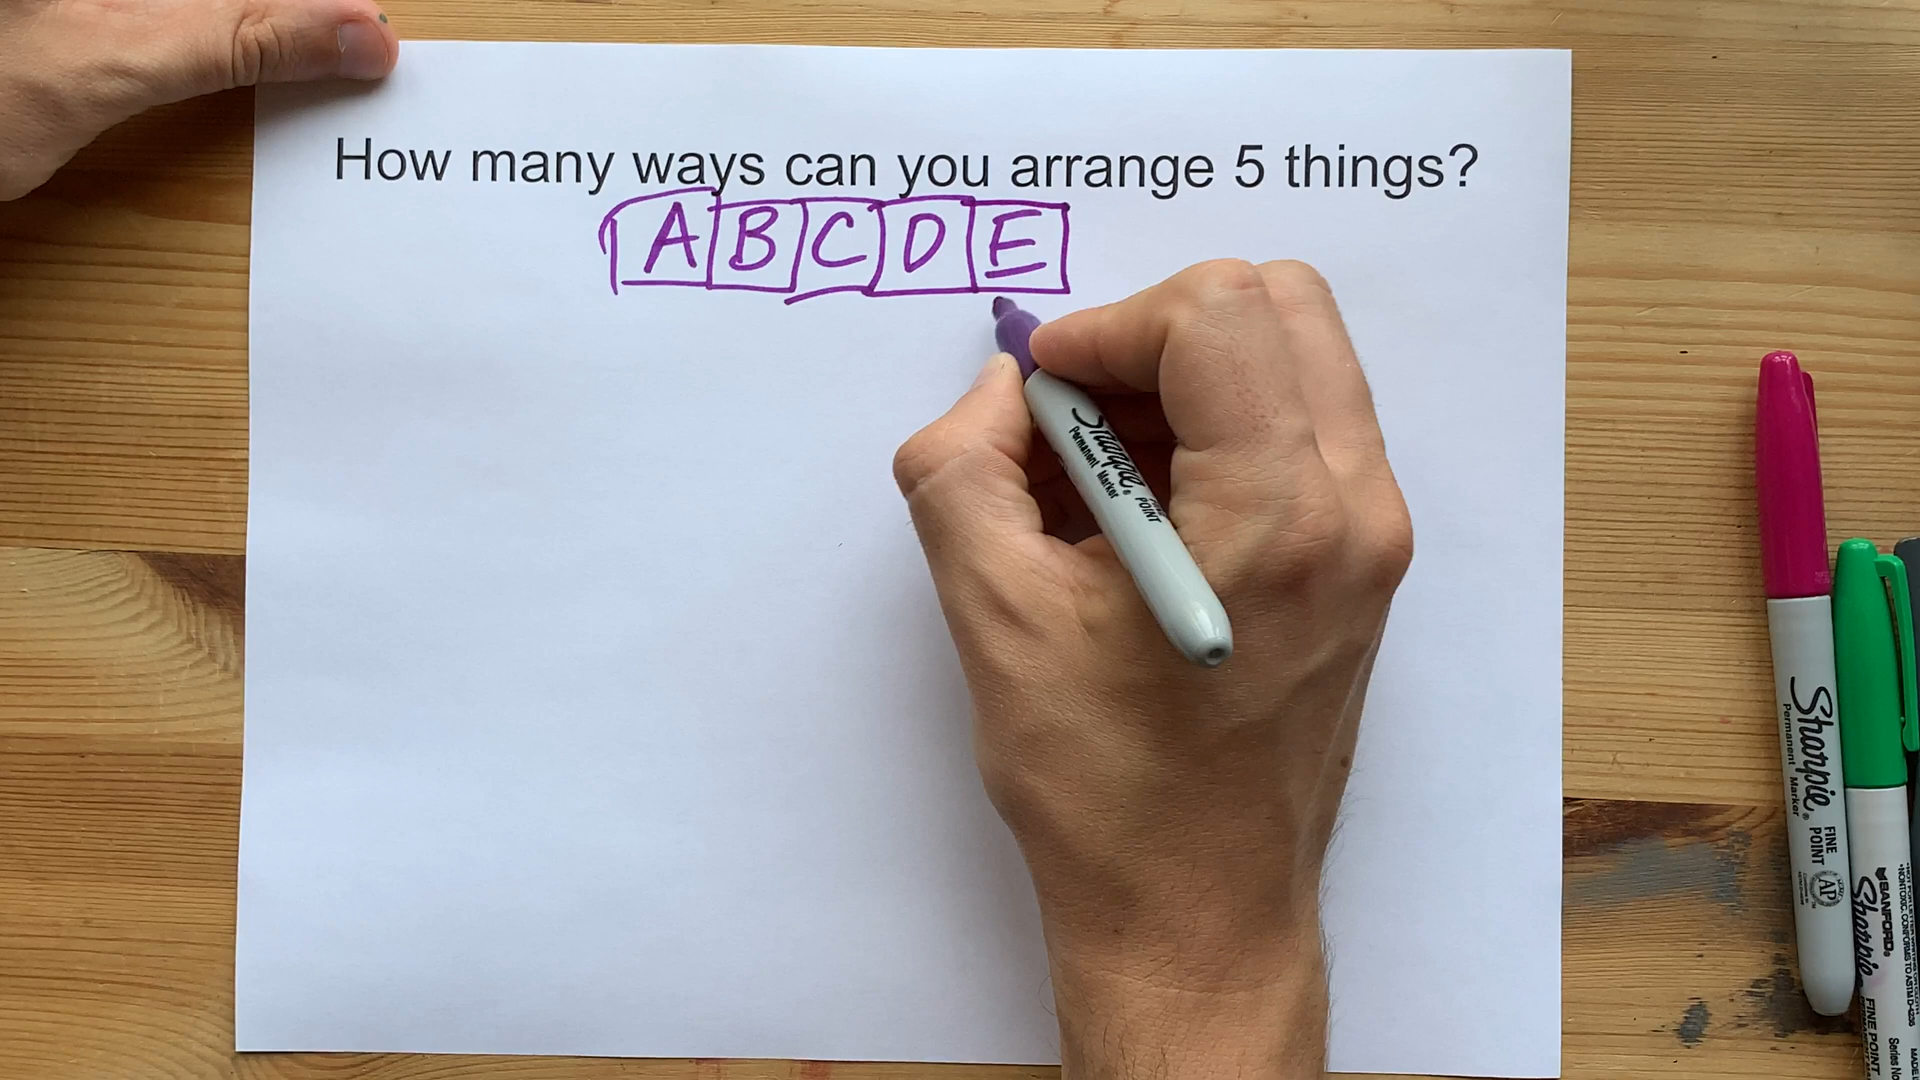 How many ways can you arrange 5 things?
A B C D E
Sharpie®
Permanent Marker
FINE
POINT
Sharpie®
Permanent Marker
FINE
POINT
AP
SANFORD®
Sharpie
FINE POINT